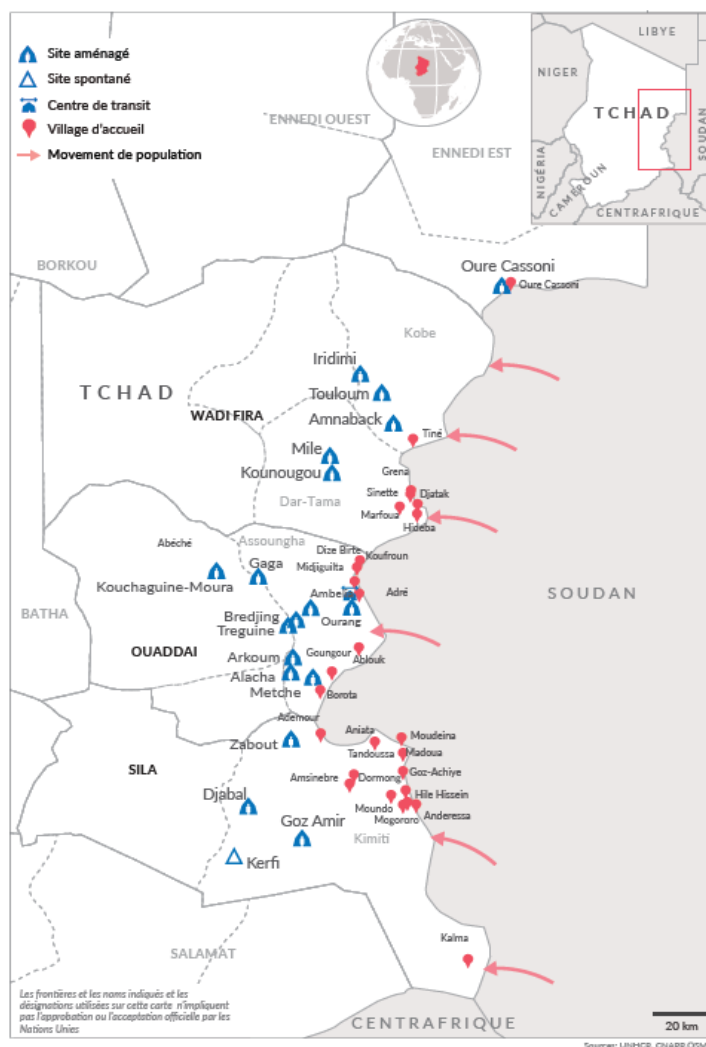 Site aménagé
Site spontané
Centre de transit
Village d'accueil
Movement de population
LIBYE
NIGER
TCHAD
SOUDAN
NIGÉRIA
CAMEROUN
CENTRAFRIQUE
ENNEDI OUEST
ENNEDI EST
BORKOU
Oure Cassoni
Oure Cassoni
Kobe
Iridimi
TCHAD
Touloum
WADI FIRA
Amnaback
Tiné
Mile
Grena
Kounougou
Sinette
Djatak
Dar-Tama
Marfoua
Hideba
Abéché
Assoungha
Dize Birte
Koufroun
Gaga
Midjiguilta
Kouchaguine-Moura
Ambelia
Adré
SOUDAN
BATHA
Bredjing
Ourang
Treguine
OUADDAI
Arkoum
Goungour
Ablouk
Alacha
Metche
Borota
Ademour
Aniata
Moudeina
Zabout
Tandoussa
Madoua
SILA
Amsinebre
Dormong
Goz-Achiye
Djabal
Hile Hissein
Moundo
Anderessa
Goz Amir
Mogororo
Kimiti
Kerfi
Kalma
SALAMAT
Les frontières et les noms indiqués et les
désignations utilisées sur cette carte n'impliquent
pas l'approbation ou l'acceptation officielle par les
Nations Unies
20 km
CENTRAFRIQUE
Sources: UNHCR, CNARR, OSM